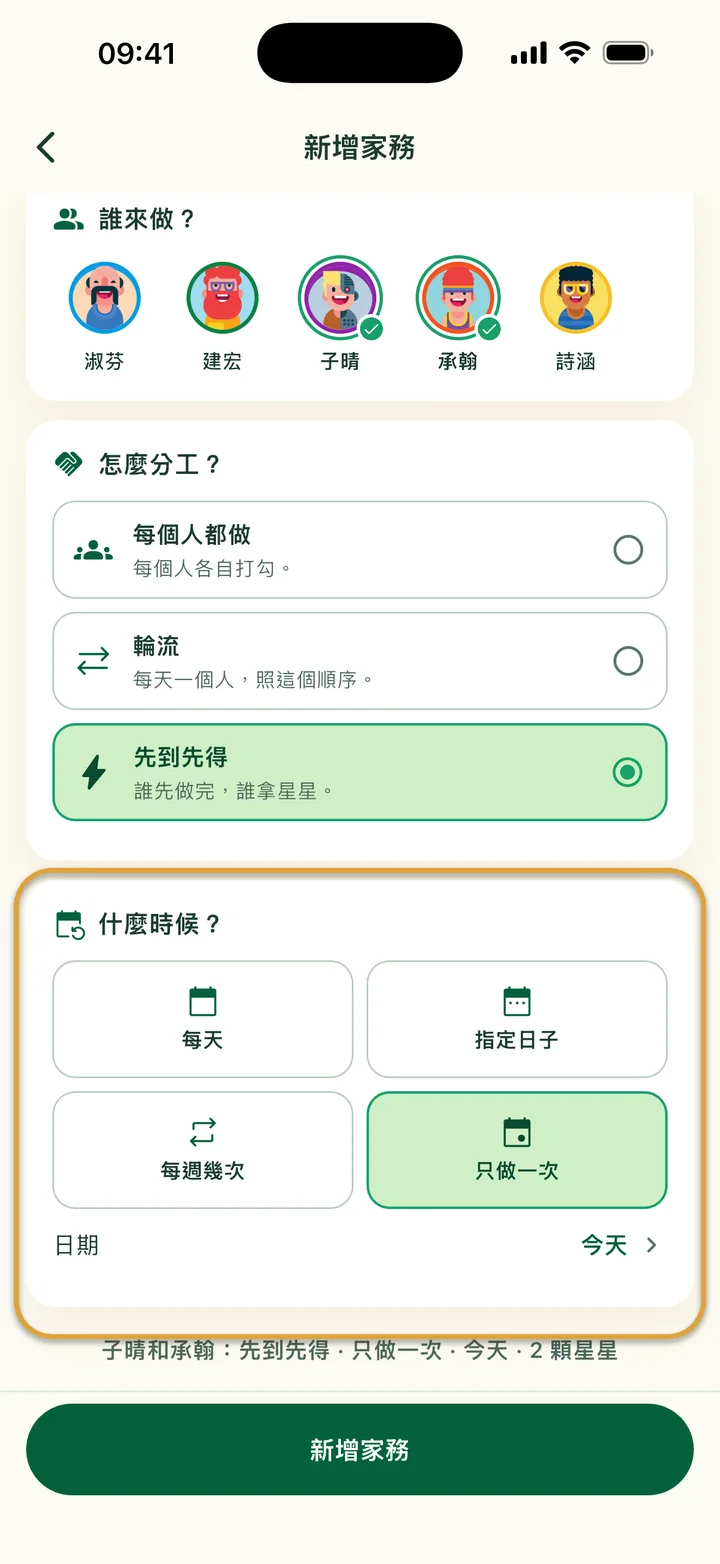 09:41
新增家務
誰來做？
淑芬
建宏
子晴
承翰
詩涵
怎麼分工？
每個人都做
每個人各自打勾。
輪流
每天一個人，照這個順序。
先到先得
誰先做完，誰拿星星。
什麼時候？
每天
指定日子
每週幾次
只做一次
日期
今天
子晴和承翰：先到先得 · 只做一次 · 今天 · 2 顆星星
新增家務